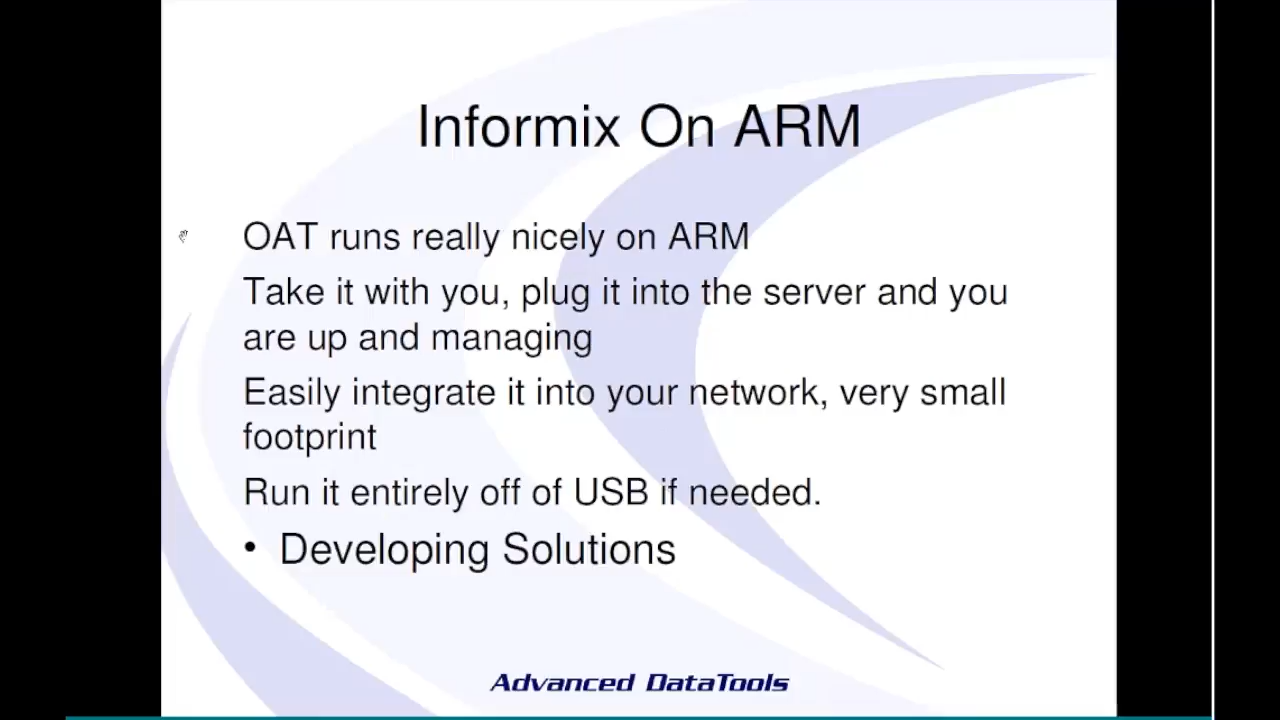 Informix On ARM
OAT runs really nicely on ARM
Take it with you, plug it into the server and you
are up and managing
Easily integrate it into your network, very small
footprint
Run it entirely off of USB if needed.
• Developing Solutions
Advanced DataTools